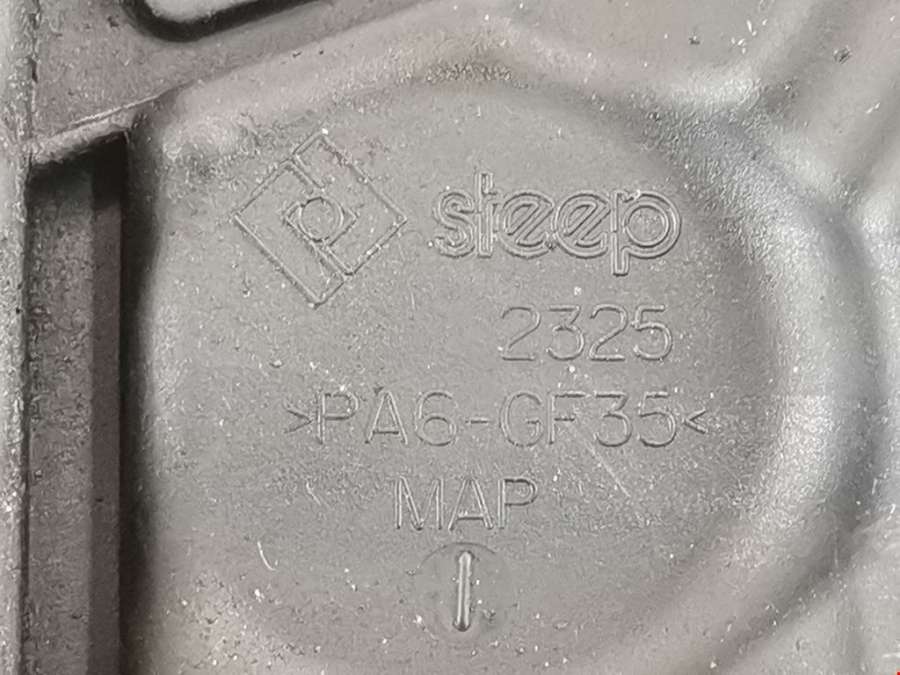 steep
2325
>PA6-GF35<
MAP